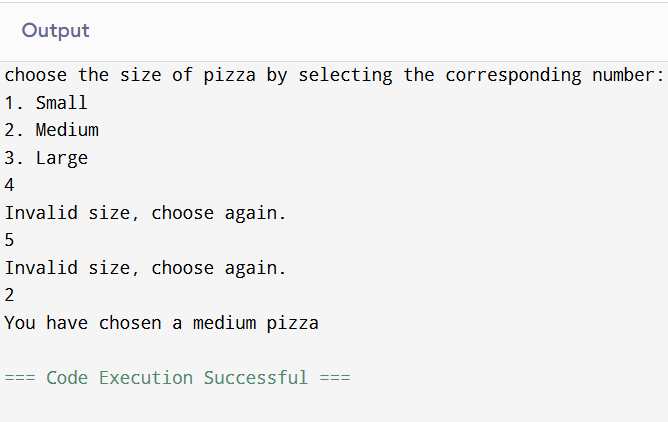 Output
choose the size of pizza by selecting the corresponding number:
1. Small
2. Medium
3. Large
4
Invalid size, choose again.
5
Invalid size, choose again.
2
You have chosen a medium pizza
=== Code Execution Successful ===